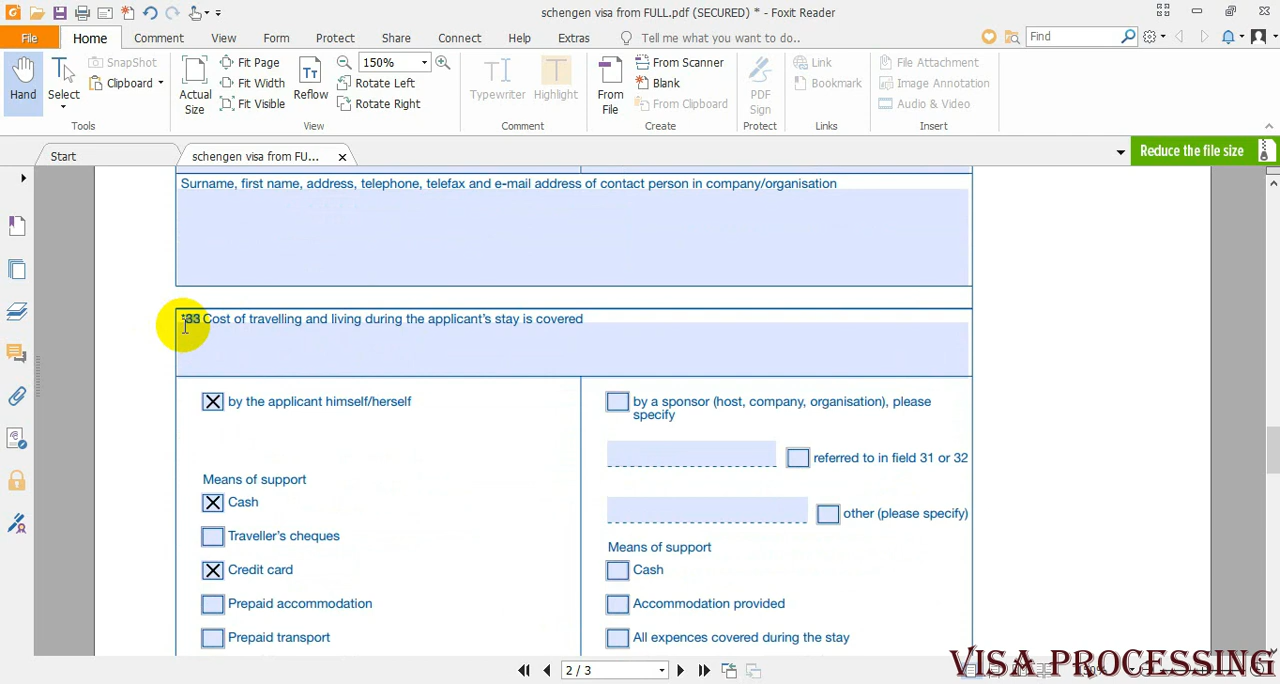 schengen visa from FULL.pdf (SECURED) * - Foxit Reader
File Home Comment View Form Protect Share Connect Help Extras Tell me what you want to do.. Find
Hand
Select
SnapShot
Clipboard
Tools
Actual Size
Fit Page
Fit Width
Fit Visible
Reflow
150%
Rotate Left
Rotate Right
View
Typewriter
Highlight
Comment
From File
From Scanner
Blank
From Clipboard
Create
PDF Sign
Protect
Link
Bookmark
Links
File Attachment
Image Annotation
Audio & Video
Insert
Start
schengen visa from FU...
Reduce the file size
Surname, first name, address, telephone, telefax and e-mail address of contact person in company/organisation
*33 Cost of travelling and living during the applicant's stay is covered
by the applicant himself/herself
Means of support
Cash
Traveller's cheques
Credit card
Prepaid accommodation
Prepaid transport
by a sponsor (host, company, organisation), please
specify
referred to in field 31 or 32
other (please specify)
Means of support
Cash
Accommodation provided
All expences covered during the stay
2 / 3
VISA PROCESSING